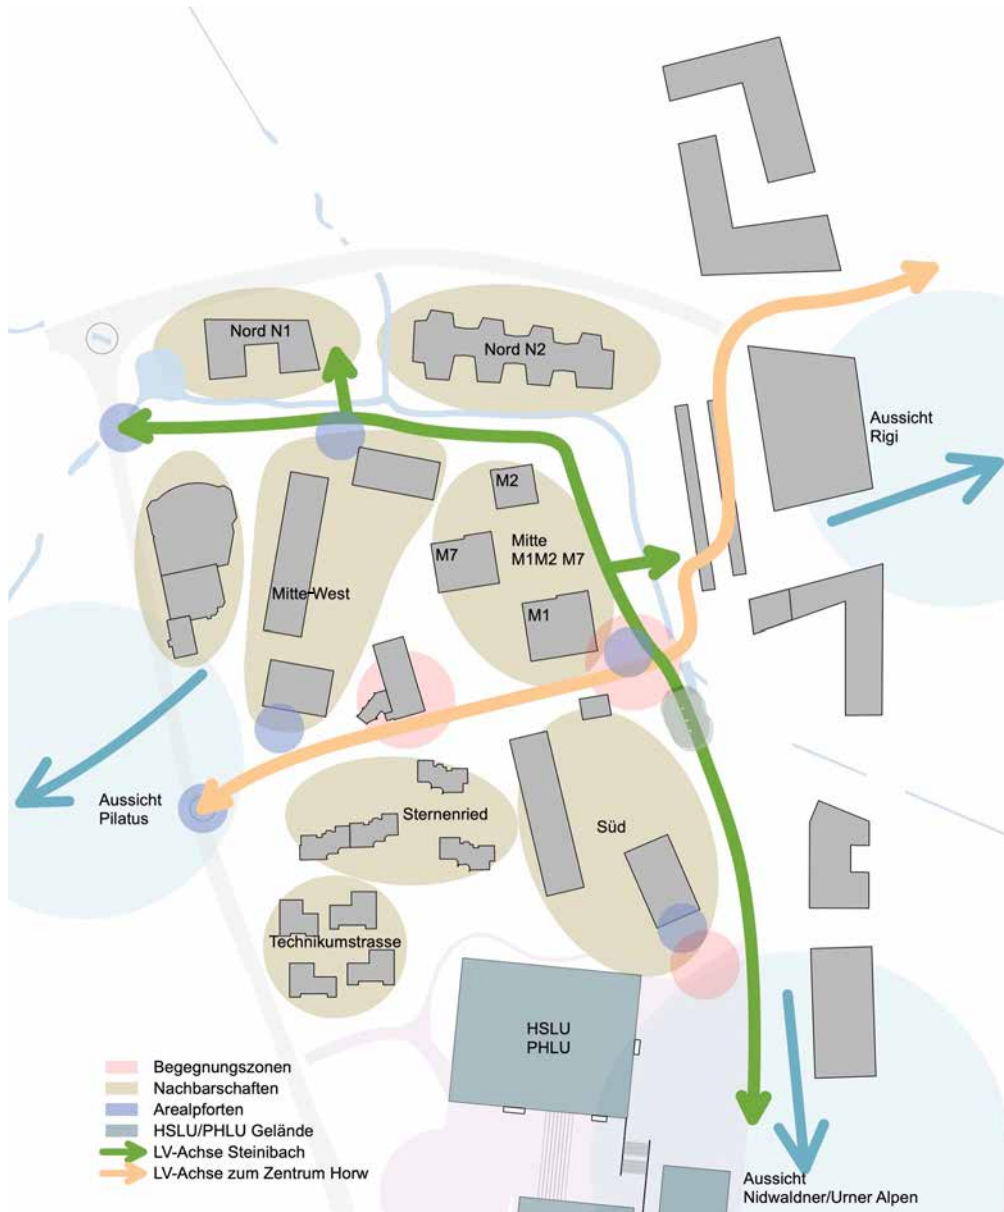 Nord N1
Nord N2
Aussicht
Rigi
M2
Mitte
M1M2 M7
M7
Mitte-West
M1
Aussicht
Pilatus
Sternenried
Süd
Technikumstrasse
HSLU
PHLU
Begegnungszonen
Nachbarschaften
Arealpforten
HSLU/PHLU Gelände
LV-Achse Steinibach
LV-Achse zum Zentrum Horw
Aussicht
Nidwaldner/Urner Alpen